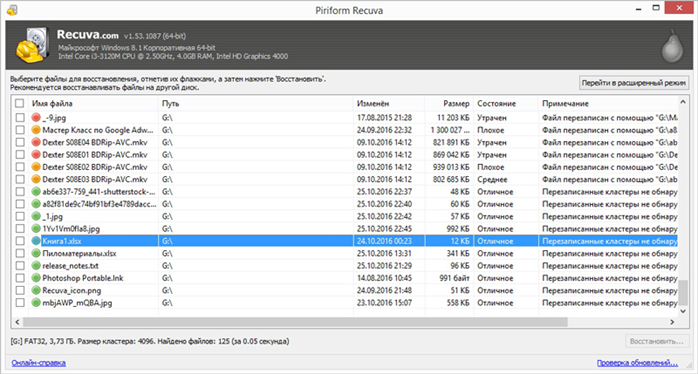 Piriform Recuva
Recuva.com v1.53.1087 (64-bit)
Майкрософт Windows 8.1 Корпоративная 64-bit
Intel Core i3-3120M CPU @ 2.50GHz, 4.0GB RAM, Intel HD Graphics 4000
Выберите файлы для восстановления, отметив их флажками, а затем нажмите 'Восстановить'.
Рекомендуется восстанавливать файлы на другой диск.
Перейти в расширенный режим
Имя файла Путь Изменён Размер Состояние Примечание
_-9.jpg G:\ 17.08.2015 21:28 11 203 КБ Утрачен Файл перезаписан с помощью "G:\Ма
Мастер Класс по Google Adw... G:\ 24.09.2016 22:32 1 300 027 ... Плохое Файл перезаписан с помощью "G:\a8
Dexter S08E04 BDRip-AVC.mkv G:\ 09.10.2016 14:12 821 891 КБ Утрачен Файл перезаписан с помощью "G:\De
Dexter S08E01 BDRip-AVC.mkv G:\ 09.10.2016 14:12 869 042 КБ Утрачен Файл перезаписан с помощью "G:\De
Dexter S08E02 BDRip-AVC.mkv G:\ 09.10.2016 14:12 939 013 КБ Плохое Файл перезаписан с помощью "G:\a8
Dexter S08E03 BDRip-AVC.mkv G:\ 09.10.2016 14:12 802 685 КБ Среднее Файл перезаписан с помощью "G:\a8
ab6e337-759_441-shutterstock-... G:\ 25.10.2016 22:37 48 КБ Отличное Перезаписанные кластеры не обнару
a82f81de9c74bf91bf3e4789dacc... G:\ 25.10.2016 22:40 60 КБ Отличное Перезаписанные кластеры не обнару
_1.jpg G:\ 25.10.2016 22:42 57 КБ Отличное Перезаписанные кластеры не обнару
1Yv1Vm0fla8.jpg G:\ 25.10.2016 22:45 992 КБ Отличное Перезаписанные кластеры не обнару
Книга1.xlsx G:\ 24.10.2016 00:23 12 КБ Отличное Перезаписанные кластеры не обнару
Пиломатериалы.xlsx G:\ 25.10.2016 13:31 341 КБ Отличное Перезаписанные кластеры не обнару
release_notes.txt G:\ 25.10.2016 21:29 96 КБ Отличное Перезаписанные кластеры не обнару
Photoshop Portable.lnk G:\ 14.08.2016 10:45 991 байт Отличное Перезаписанные кластеры не обнару
Recuva_icon.png G:\ 24.09.2016 21:48 51 КБ Отличное Перезаписанные кластеры не обнару
mbjAWP_mQBA.jpg G:\ 23.10.2016 15:07 558 КБ Отличное Перезаписанные кластеры не обнару
[G:] FAT32, 3,73 ГБ. Размер кластера: 4096. Найдено файлов: 125 (за 0.05 секунда)
Восстановить...
Онлайн-справка
Проверка обновлений...